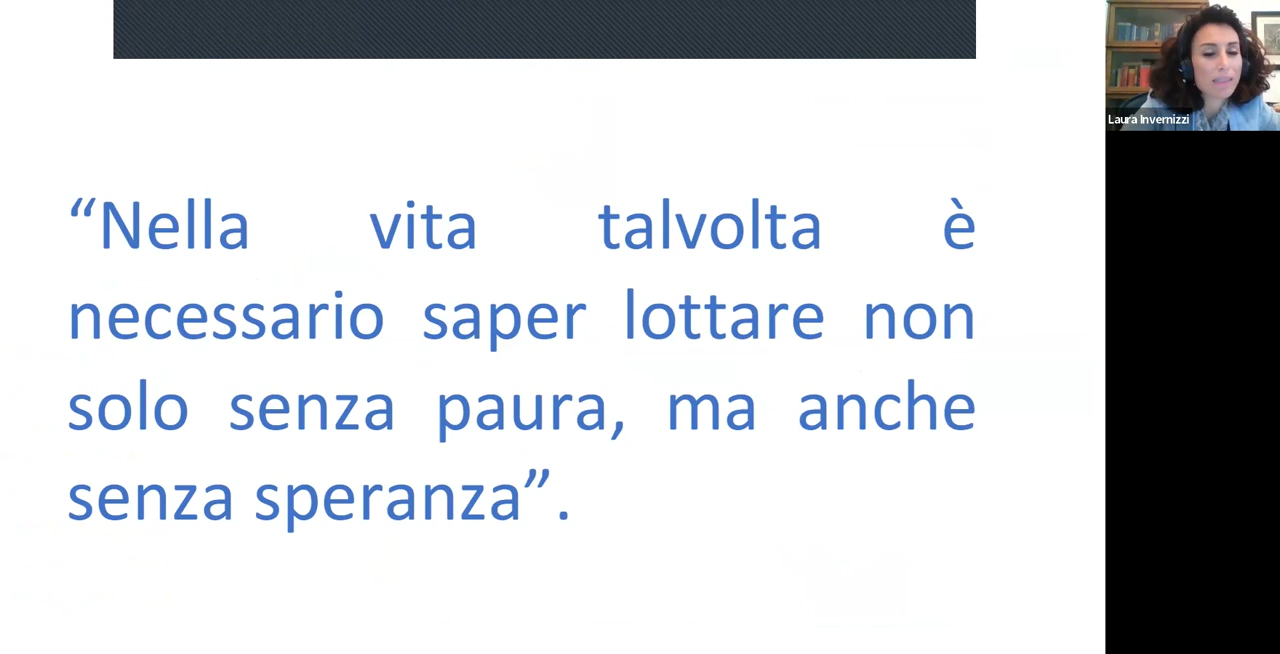 “Nella vita talvolta è
necessario saper lottare non
solo senza paura, ma anche
senza speranza”.
Laura Invernizzi